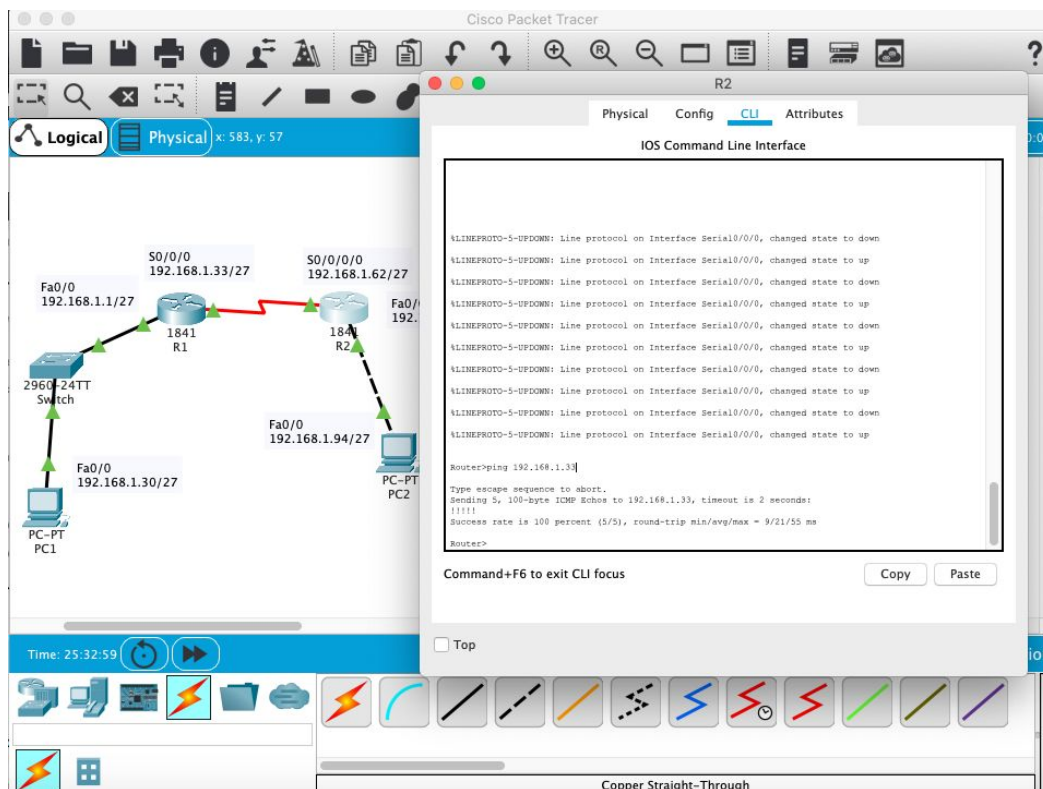 Cisco Packet Tracer
R
?
R2
Physical Config CLI Attributes
Logical
Physical
x: 583, y: 57
IOS Command Line Interface
%LINEPROTO-5-UPDOWN: Line protocol on Interface Serial0/0/0, changed state to down
%LINEPROTO-5-UPDOWN: Line protocol on Interface Serial0/0/0, changed state to up
%LINEPROTO-5-UPDOWN: Line protocol on Interface Serial0/0/0, changed state to down
%LINEPROTO-5-UPDOWN: Line protocol on Interface Serial0/0/0, changed state to up
%LINEPROTO-5-UPDOWN: Line protocol on Interface Serial0/0/0, changed state to down
%LINEPROTO-5-UPDOWN: Line protocol on Interface Serial0/0/0, changed state to up
%LINEPROTO-5-UPDOWN: Line protocol on Interface Serial0/0/0, changed state to down
%LINEPROTO-5-UPDOWN: Line protocol on Interface Serial0/0/0, changed state to up
%LINEPROTO-5-UPDOWN: Line protocol on Interface Serial0/0/0, changed state to down
%LINEPROTO-5-UPDOWN: Line protocol on Interface Serial0/0/0, changed state to up
Router>ping 192.168.1.33
Type escape sequence to abort.
Sending 5, 100-byte ICMP Echos to 192.168.1.33, timeout is 2 seconds:
!!!!!
Success rate is 100 percent (5/5), round-trip min/avg/max = 9/21/55 ms
Router>
Command+F6 to exit CLI focus
Copy
Paste
Top
S0/0/0
192.168.1.33/27
S0/0/0/0
192.168.1.62/27
Fa0/0
192.168.1.1/27
Fa0/
192.
1841
R1
1841
R2
2960-24TT
Switch
Fa0/0
192.168.1.94/27
Fa0/0
192.168.1.30/27
PC-PT
PC2
PC-PT
PC1
Time: 25:32:59
Copper Straight-Through